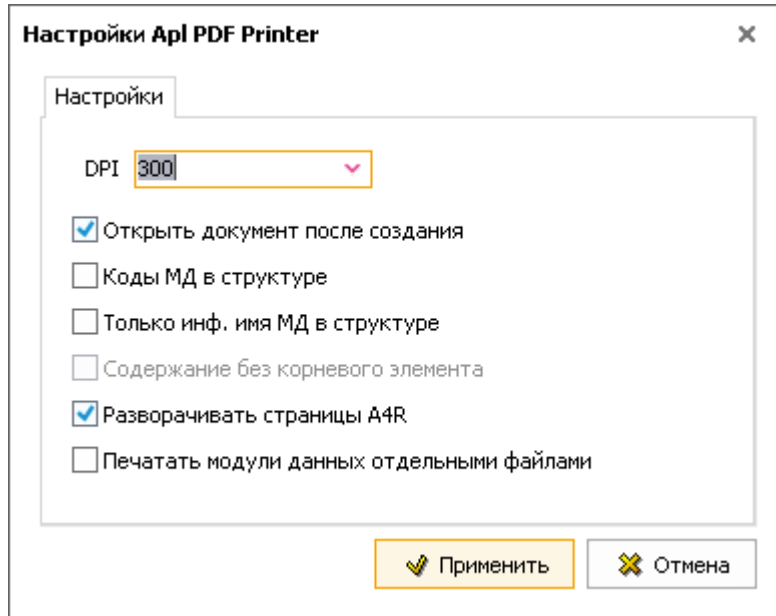 Настройки Apl PDF Printer
Настройки
DPI 300
Открыть документ после создания
Коды МД в структуре
Только инф. имя МД в структуре
Содержание без корневого элемента
Разворачивать страницы A4R
Печатать модули данных отдельными файлами
Применить Отмена